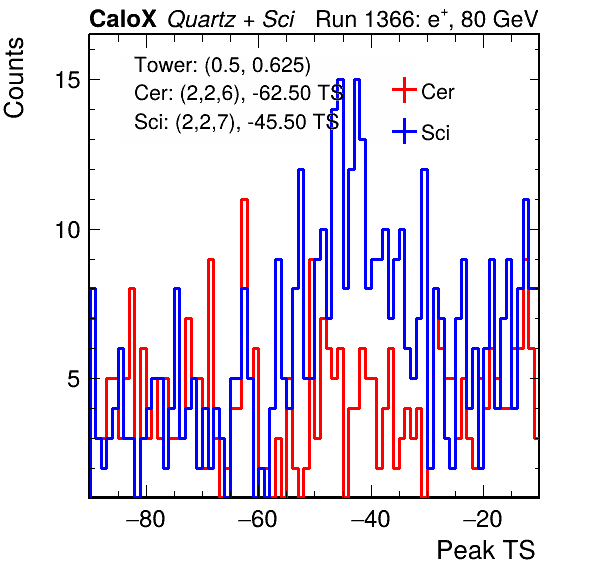 CaloX Quartz + Sci Run 1366: e+, 80 GeV
Counts
Tower: (0.5, 0.625)
Cer: (2,2,6), -62.50 TS
Sci: (2,2,7), -45.50 TS
Cer
Sci
15
10
5
−80 −60 −40 −20
Peak TS